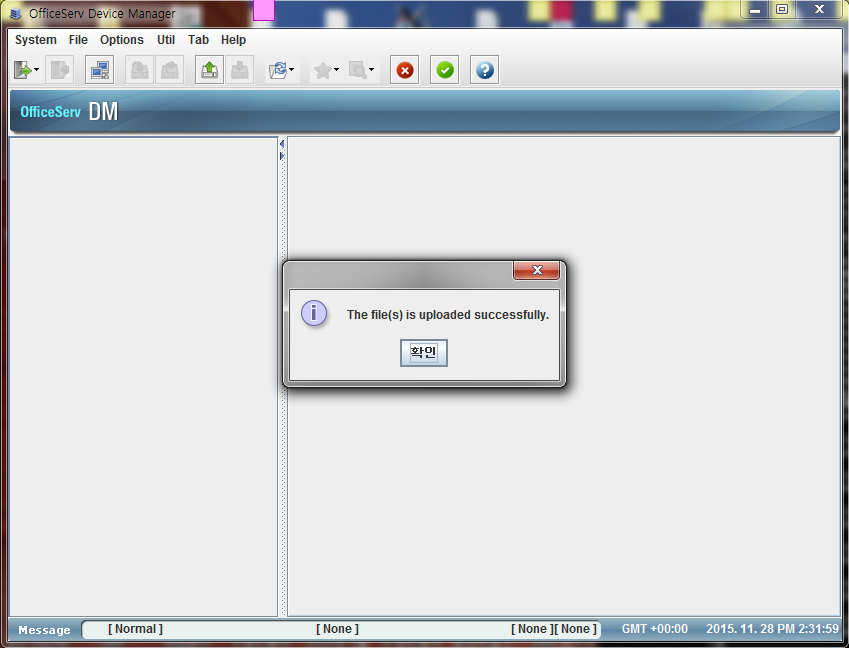 OfficeServ Device Manager
System File Options Util Tab Help
OfficeServ DM
The file(s) is uploaded successfully.
확인
Message [ Normal ] [ None ] [ None ][ None ] GMT +00:00 2015. 11. 28 PM 2:31:59